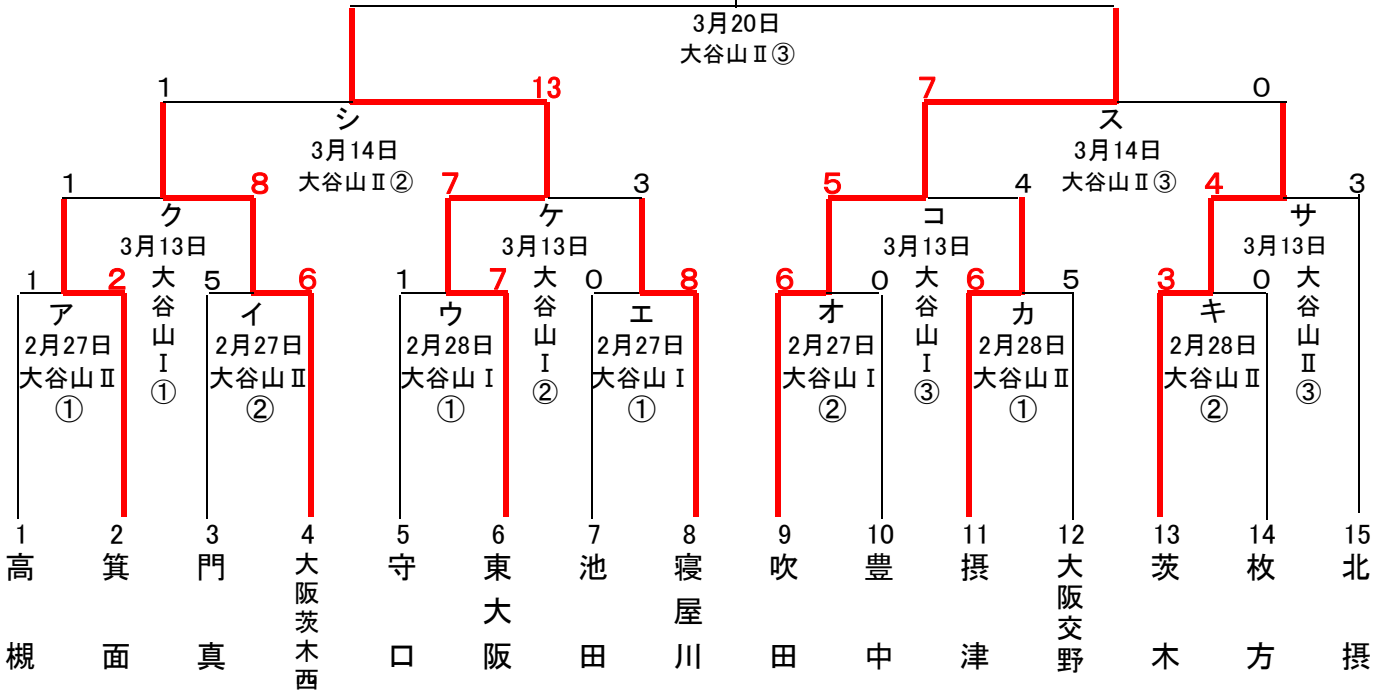 3月20日
大谷山Ⅱ③
1 13 7 0
シ ス
3月14日 3月14日
大谷山Ⅱ② 大谷山Ⅱ③
1 8 7 3 5 4 4 3
ク ケ コ サ
3月13日 3月13日 3月13日 3月13日
大谷山Ⅰ① 大谷山Ⅰ② 大谷山Ⅰ③ 大谷山Ⅱ③
1 2 5 6 1 7 0 8 6 0 6 5 3 0
ア イ ウ エ オ カ キ
2月27日 2月27日 2月28日 2月27日 2月27日 2月28日 2月28日
大谷山Ⅱ 大谷山Ⅱ 大谷山Ⅰ 大谷山Ⅰ 大谷山Ⅰ 大谷山Ⅱ 大谷山Ⅱ
① ② ① ① ② ① ②
1 2 3 4 5 6 7 8 9 10 11 12 13 14 15
高槻
箕面
門真
大阪茨木西
守口
東大阪
池田
寝屋川
吹田
豊中
摂津
大阪交野
茨木
枚方
北摂